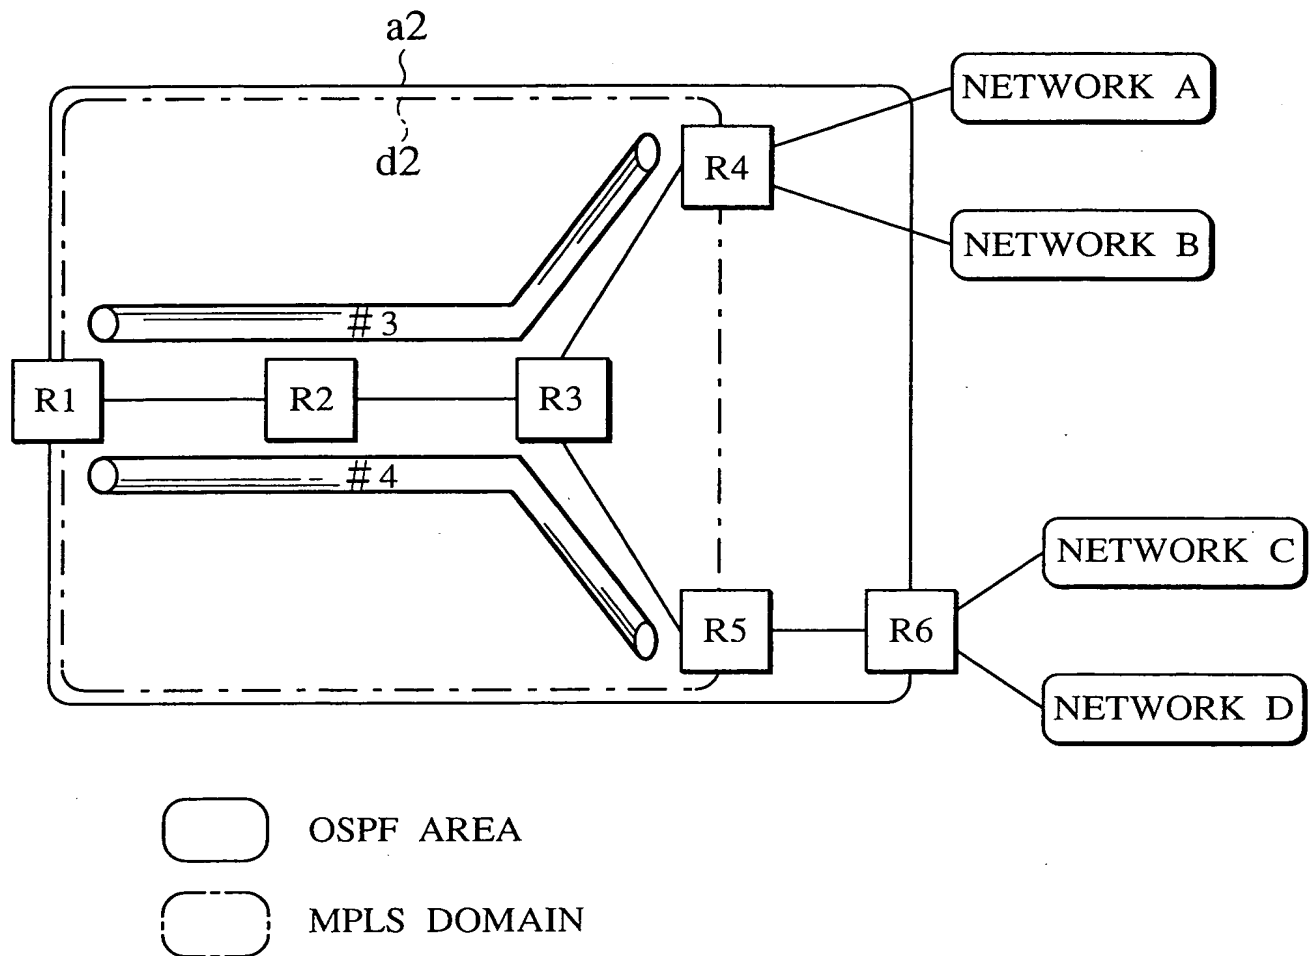 a2
NETWORK A
d2
R4
NETWORK B
#3
R1
R2
R3
#4
NETWORK C
R5
R6
NETWORK D
OSPF AREA
MPLS DOMAIN